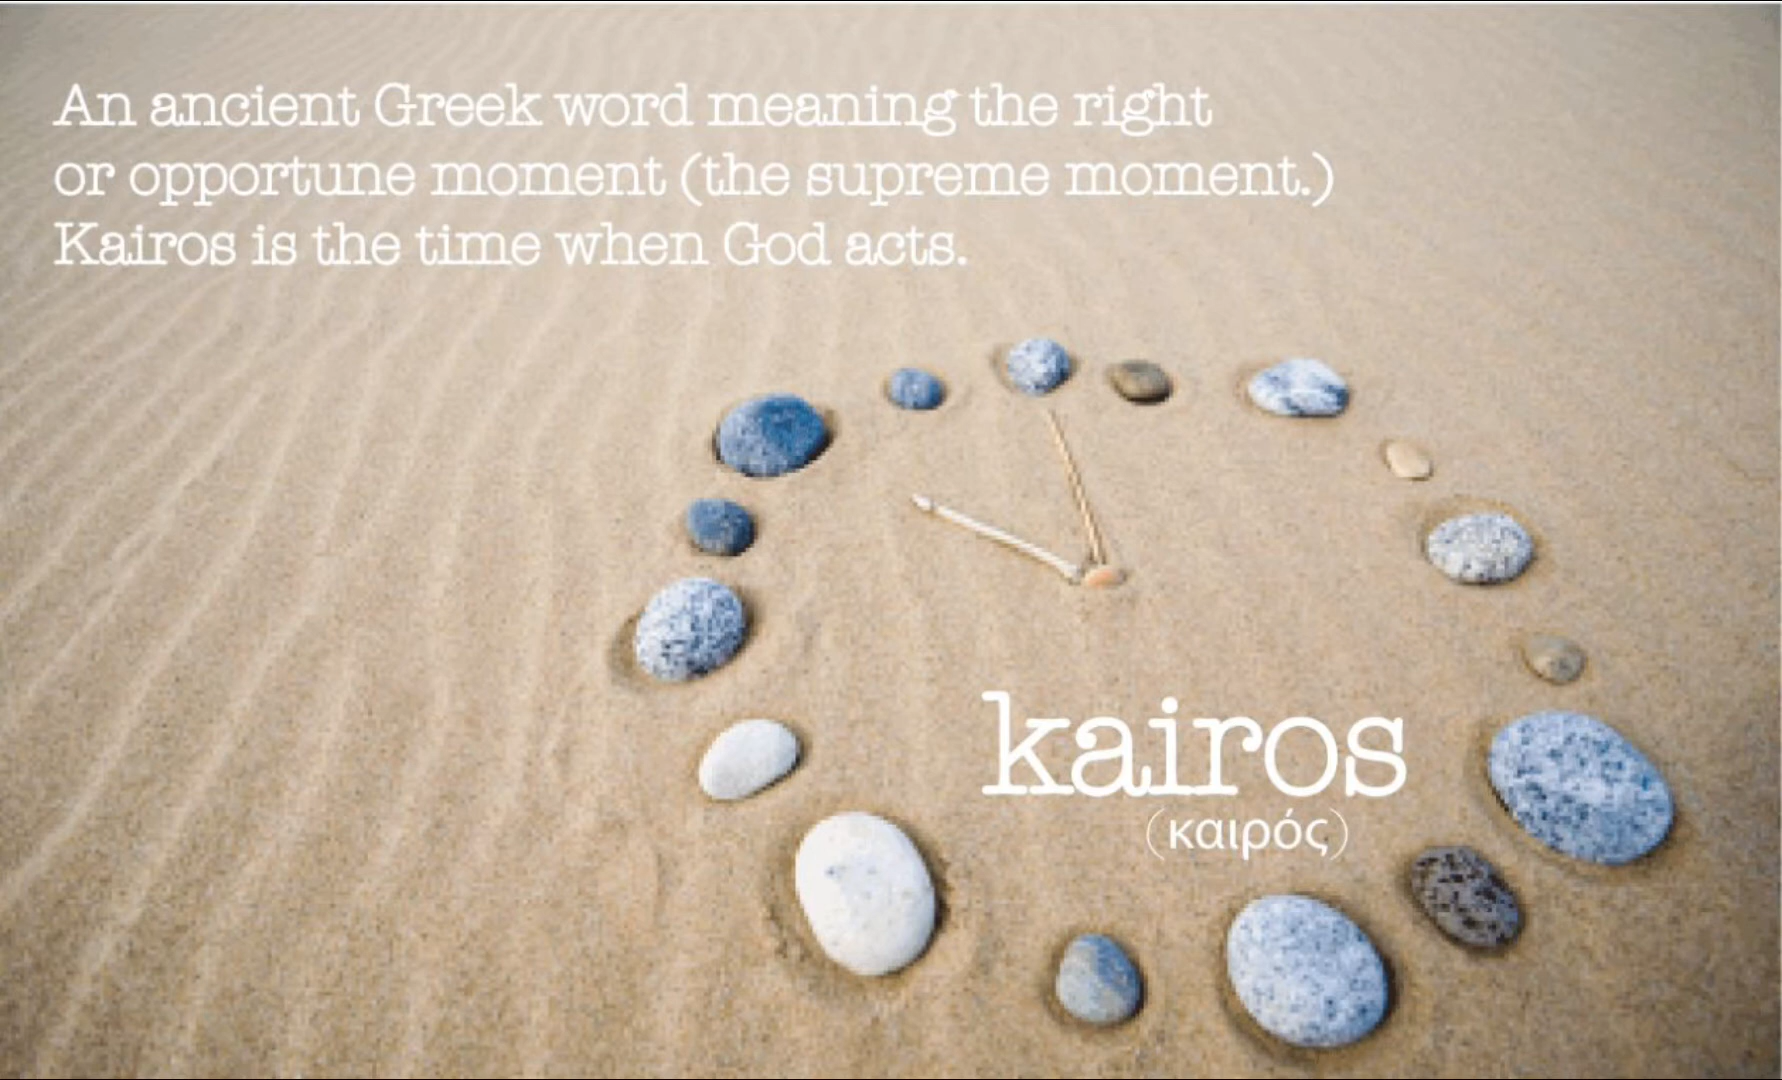 An ancient Greek word meaning the right
or opportune moment (the supreme moment.)
Kairos is the time when God acts.
kairos
(καιρός)